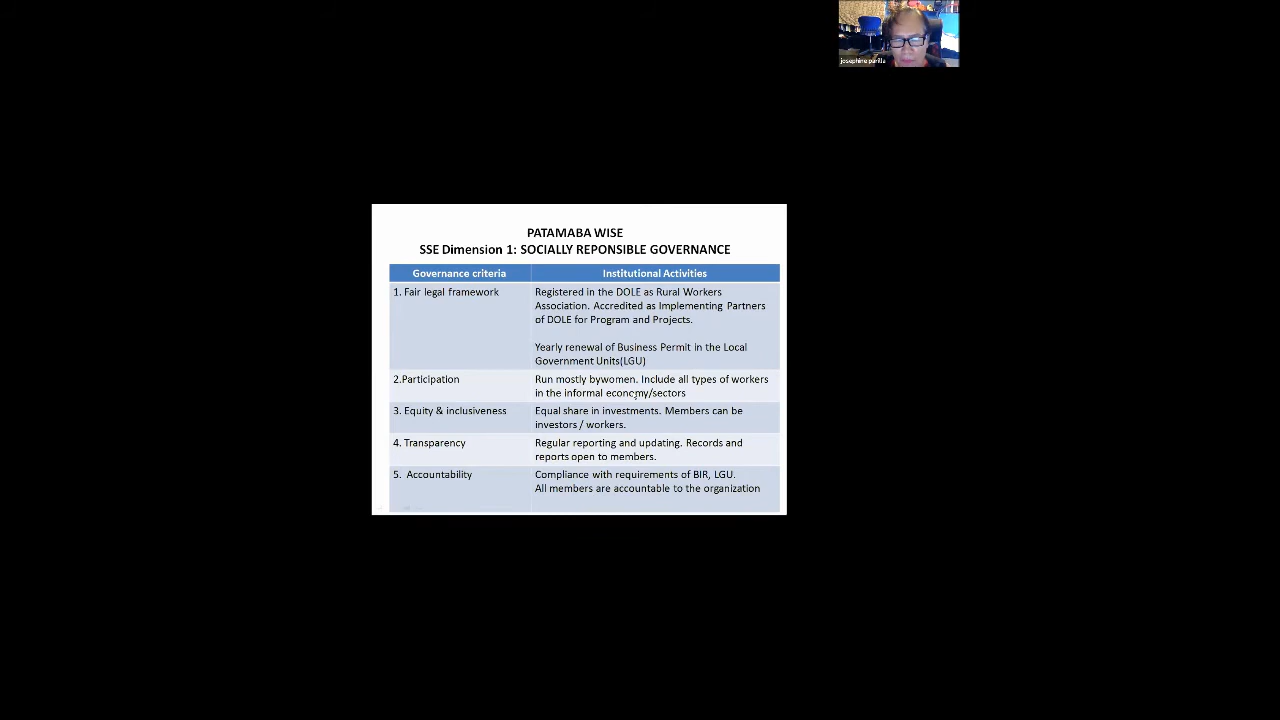 josephine parilla
PATAMABA WISE
SSE Dimension 1: SOCIALLY REPONSIBLE GOVERNANCE
Governance criteria
Institutional Activities
1. Fair legal framework
Registered in the DOLE as Rural Workers
Association. Accredited as Implementing Partners
of DOLE for Program and Projects.
Yearly renewal of Business Permit in the Local
Government Units(LGU)
2.Participation
Run mostly bywomen. Include all types of workers
in the informal economy/sectors
3. Equity & inclusiveness
Equal share in investments. Members can be
investors / workers.
4. Transparency
Regular reporting and updating. Records and
reports open to members.
5. Accountability
Compliance with requirements of BIR, LGU.
All members are accountable to the organization